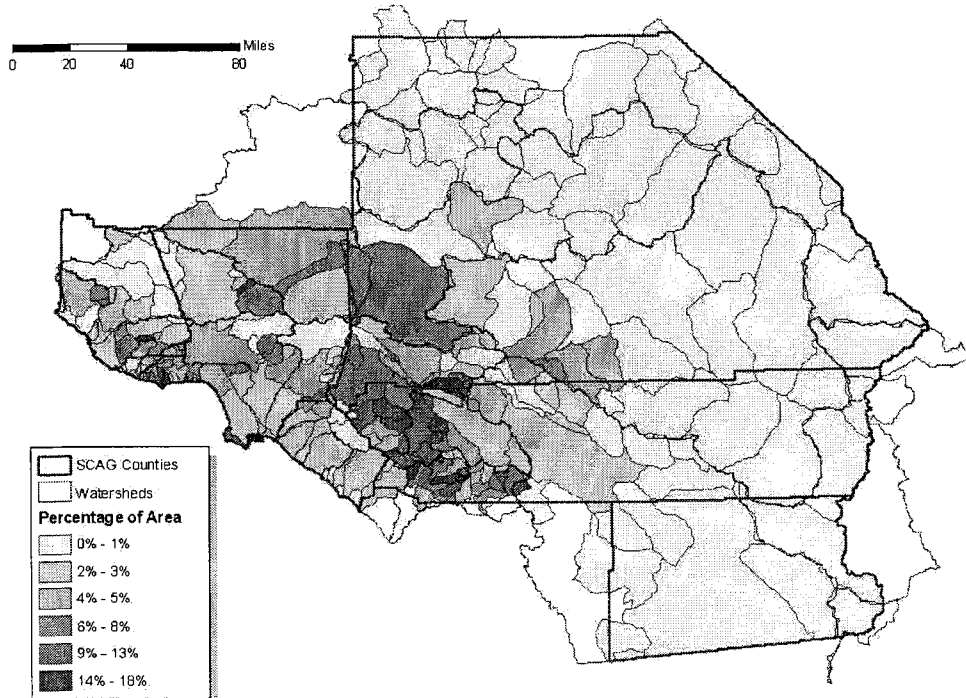 Miles
0 20 40 80
SCAG Counties
Watersheds
Percentage of Area
0% - 1%
2% - 3%
4% - 5%
6% - 8%
9% - 13%
14% - 18%